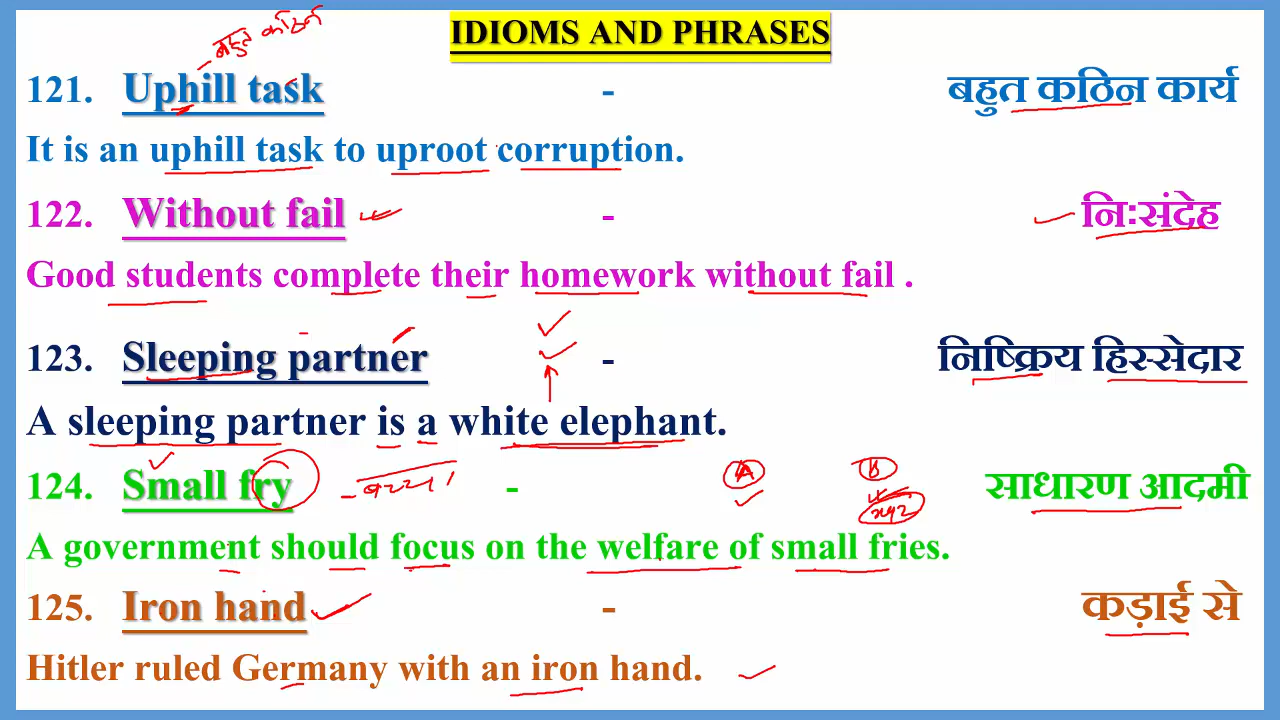 IDIOMS AND PHRASES
बहुत कठिन
121. Uphill task - बहुत कठिन कार्य
It is an uphill task to uproot corruption.
122. Without fail - निःसंदेह
Good students complete their homework without fail .
123. Sleeping partner - निष्क्रिय हिस्सेदार
A sleeping partner is a white elephant.
124. Small fry - साधारण आदमी
A government should focus on the welfare of small fries.
125. Iron hand - कड़ाई से
Hitler ruled Germany with an iron hand.